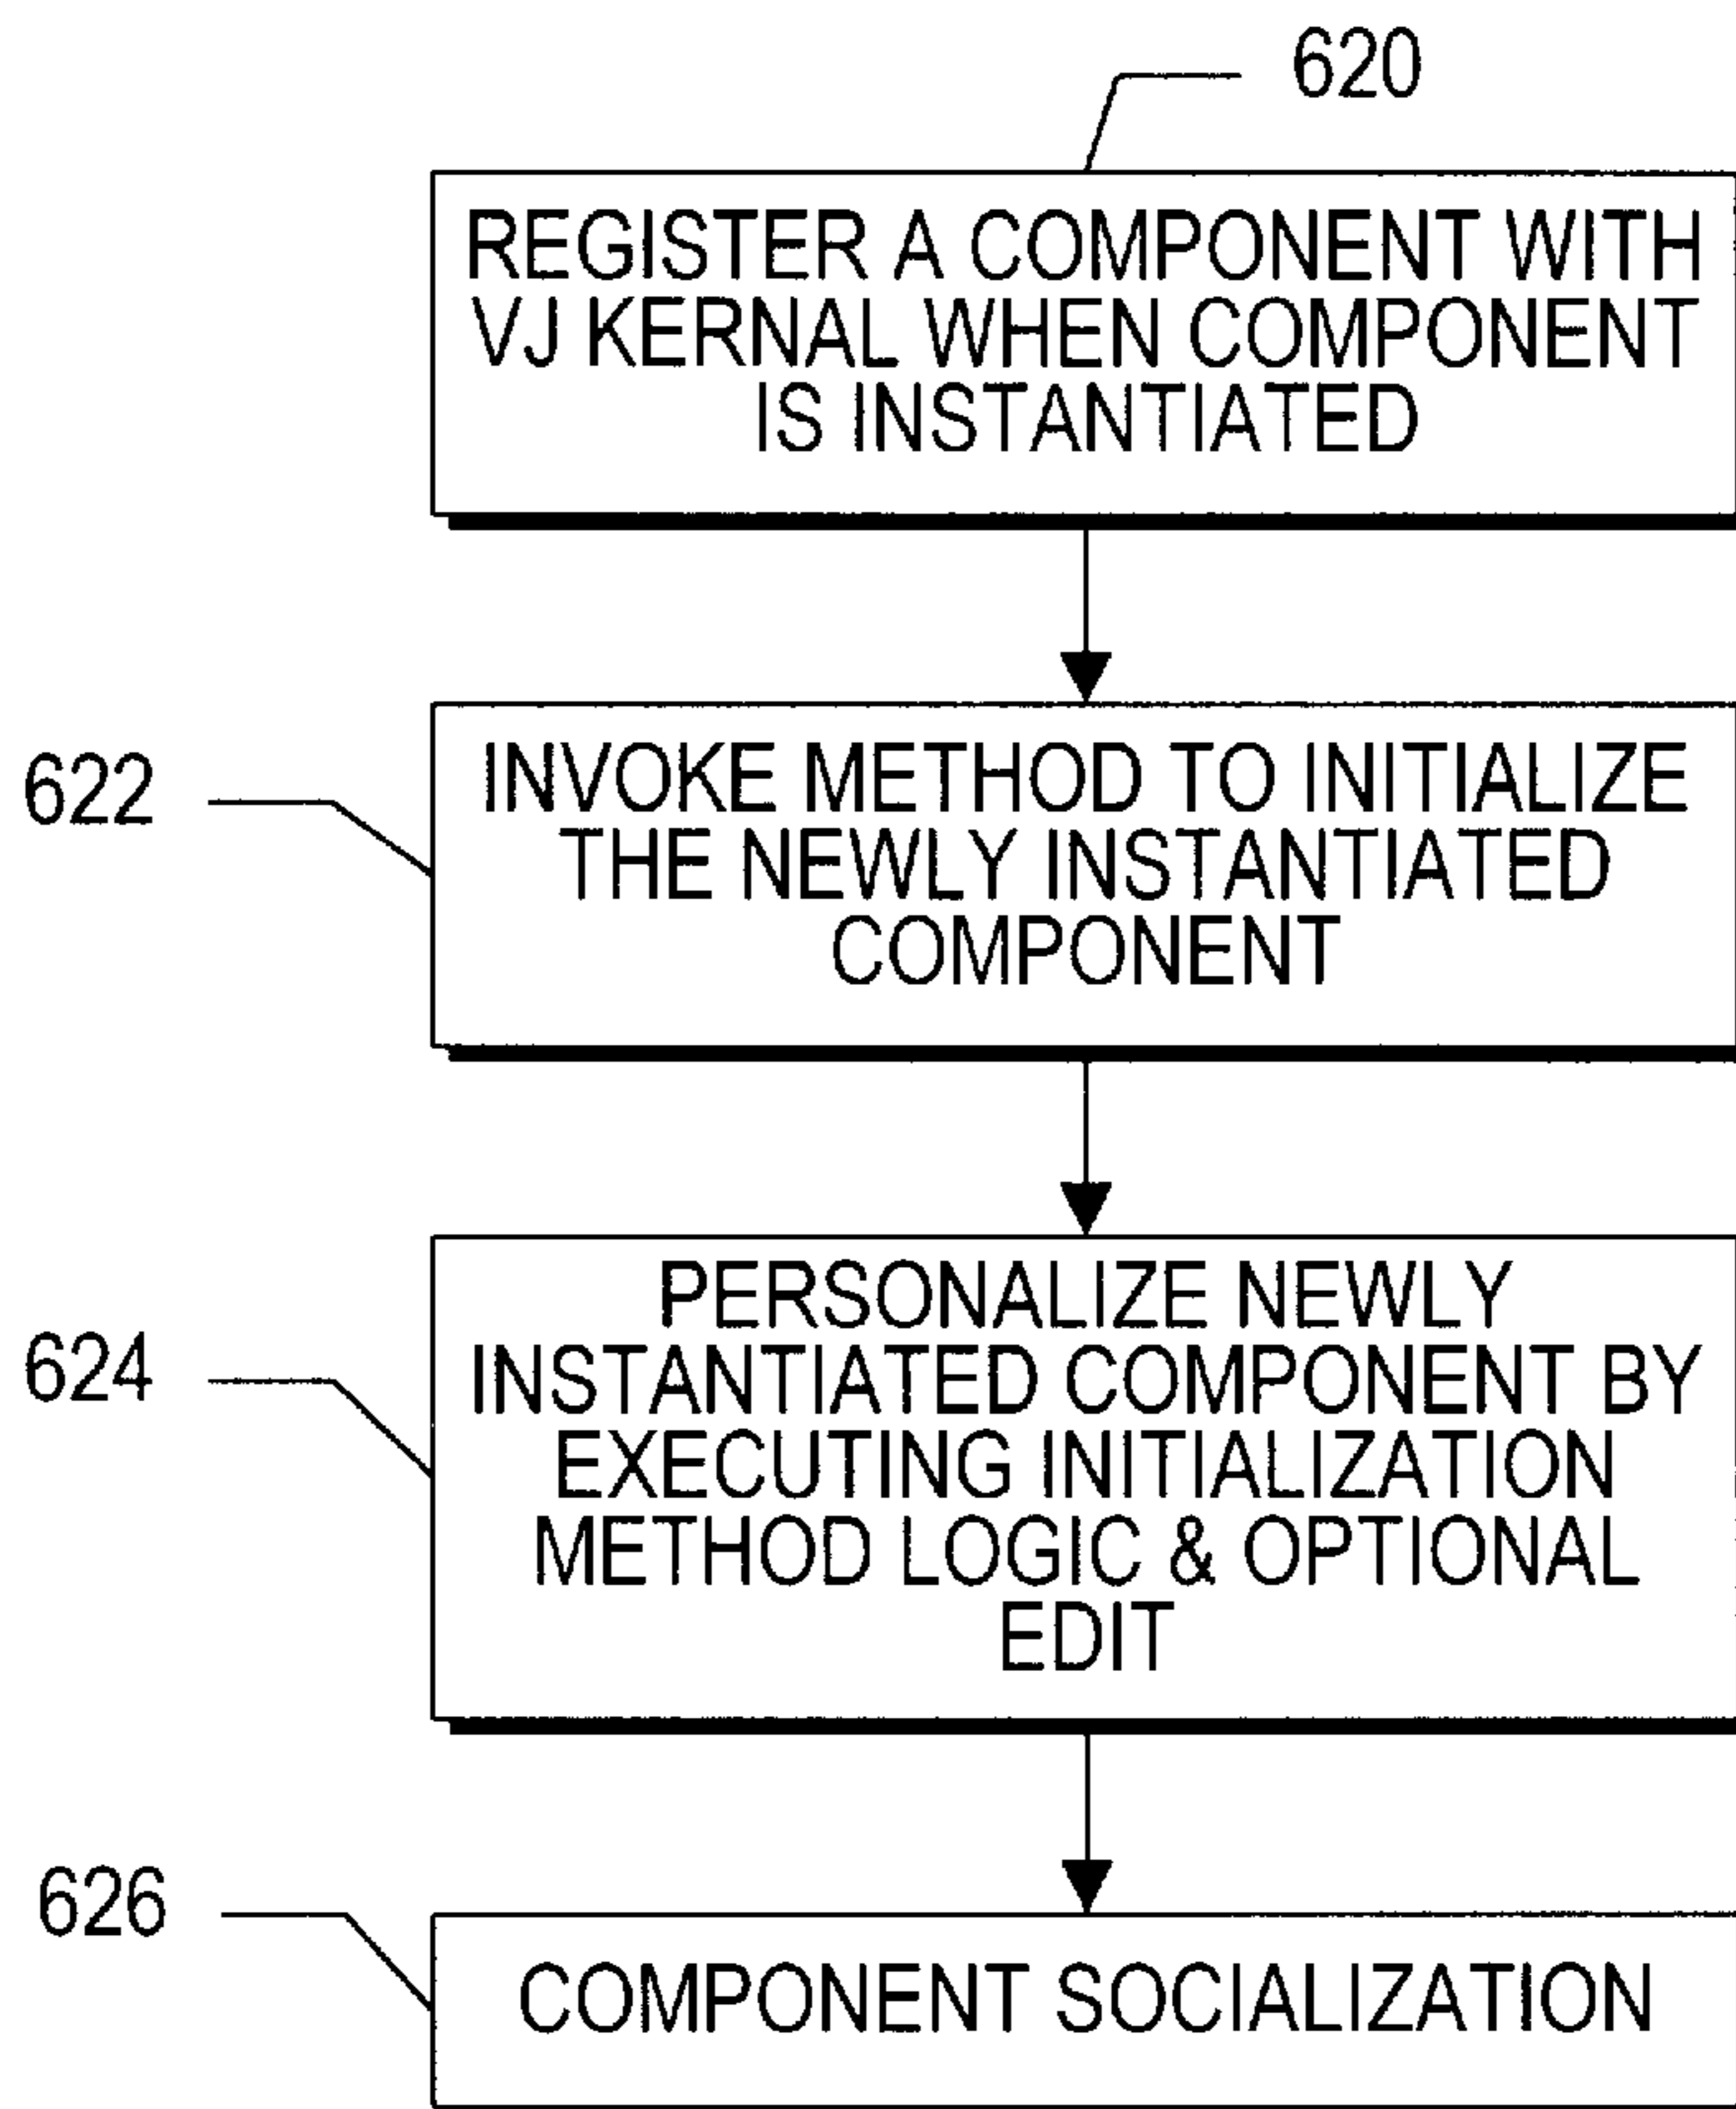 620
REGISTER A COMPONENT WITH
VJ KERNAL WHEN COMPONENT
IS INSTANTIATED
622
INVOKE METHOD TO INITIALIZE
THE NEWLY INSTANTIATED
COMPONENT
624
PERSONALIZE NEWLY
INSTANTIATED COMPONENT BY
EXECUTING INITIALIZATION
METHOD LOGIC & OPTIONAL
EDIT
626
COMPONENT SOCIALIZATION